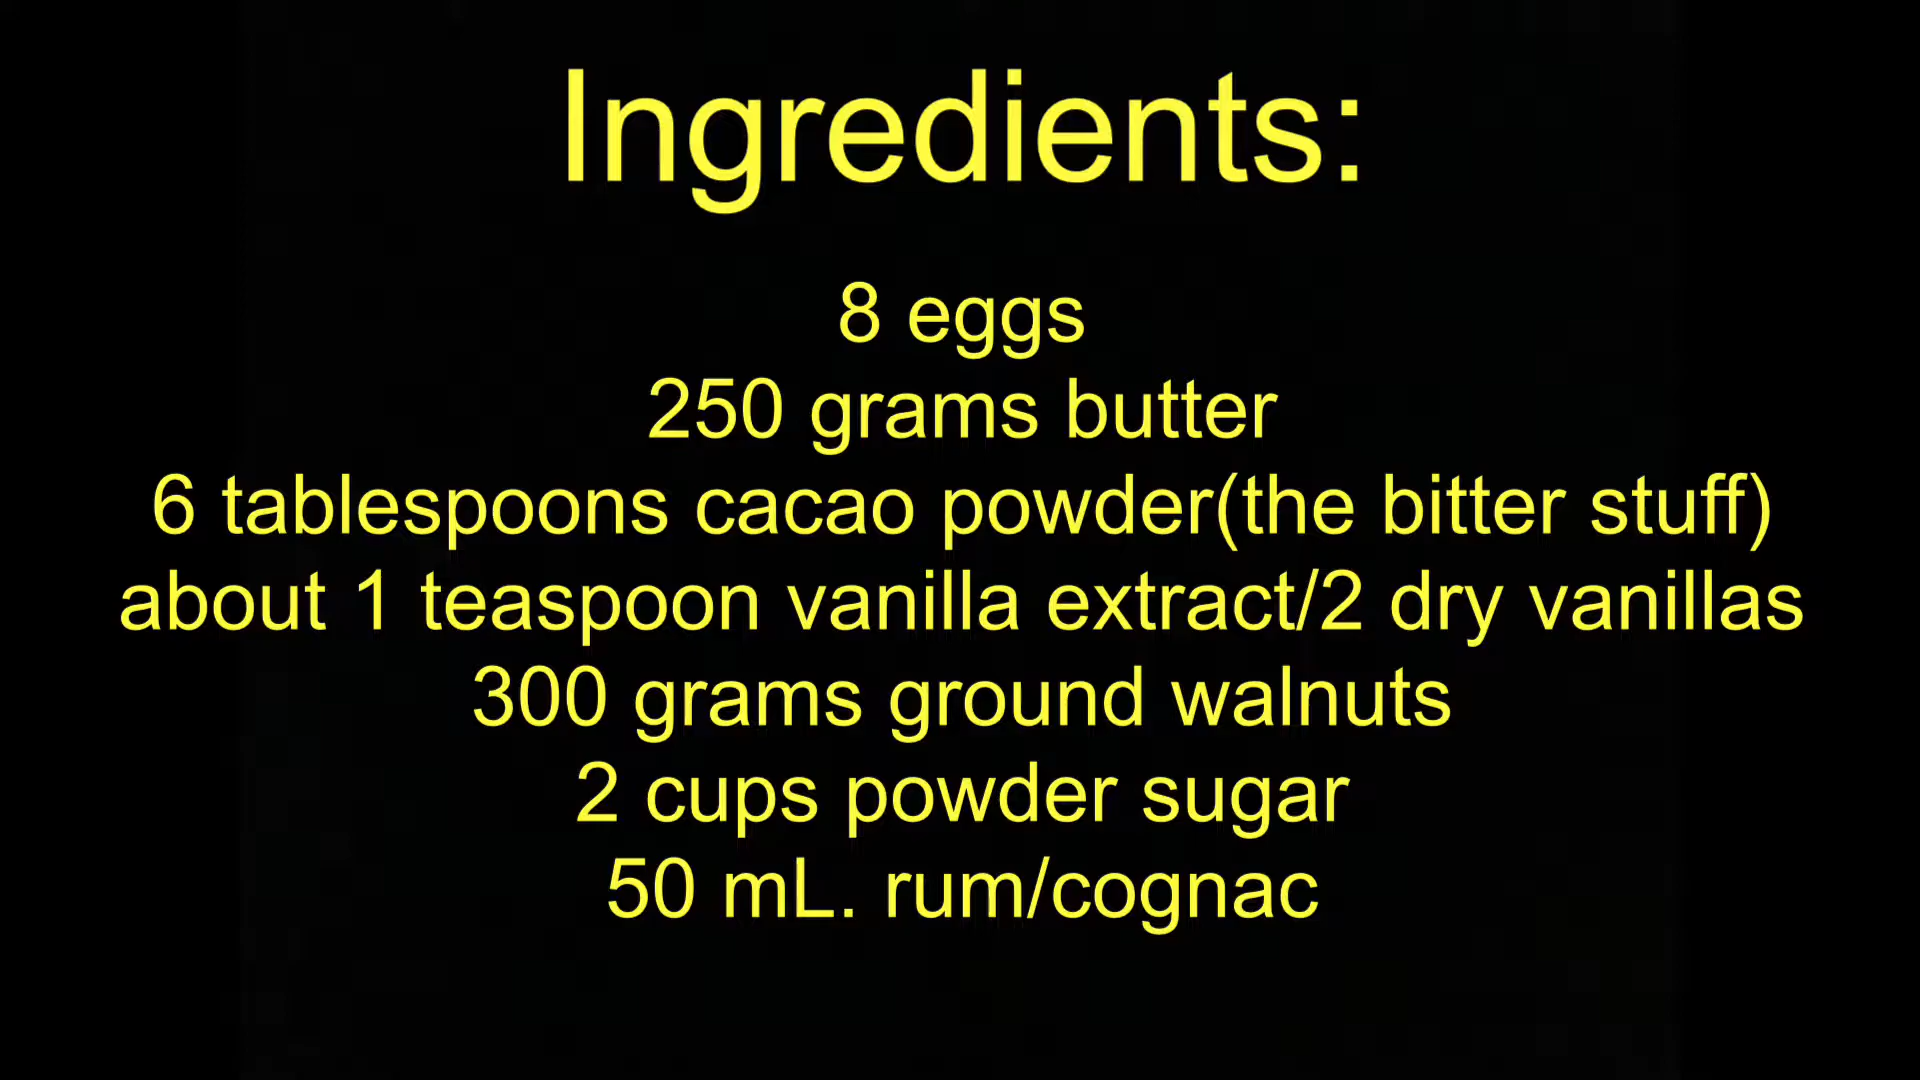 Ingredients:
8 eggs
250 grams butter
6 tablespoons cacao powder(the bitter stuff)
about 1 teaspoon vanilla extract/2 dry vanillas
300 grams ground walnuts
2 cups powder sugar
50 mL. rum/cognac